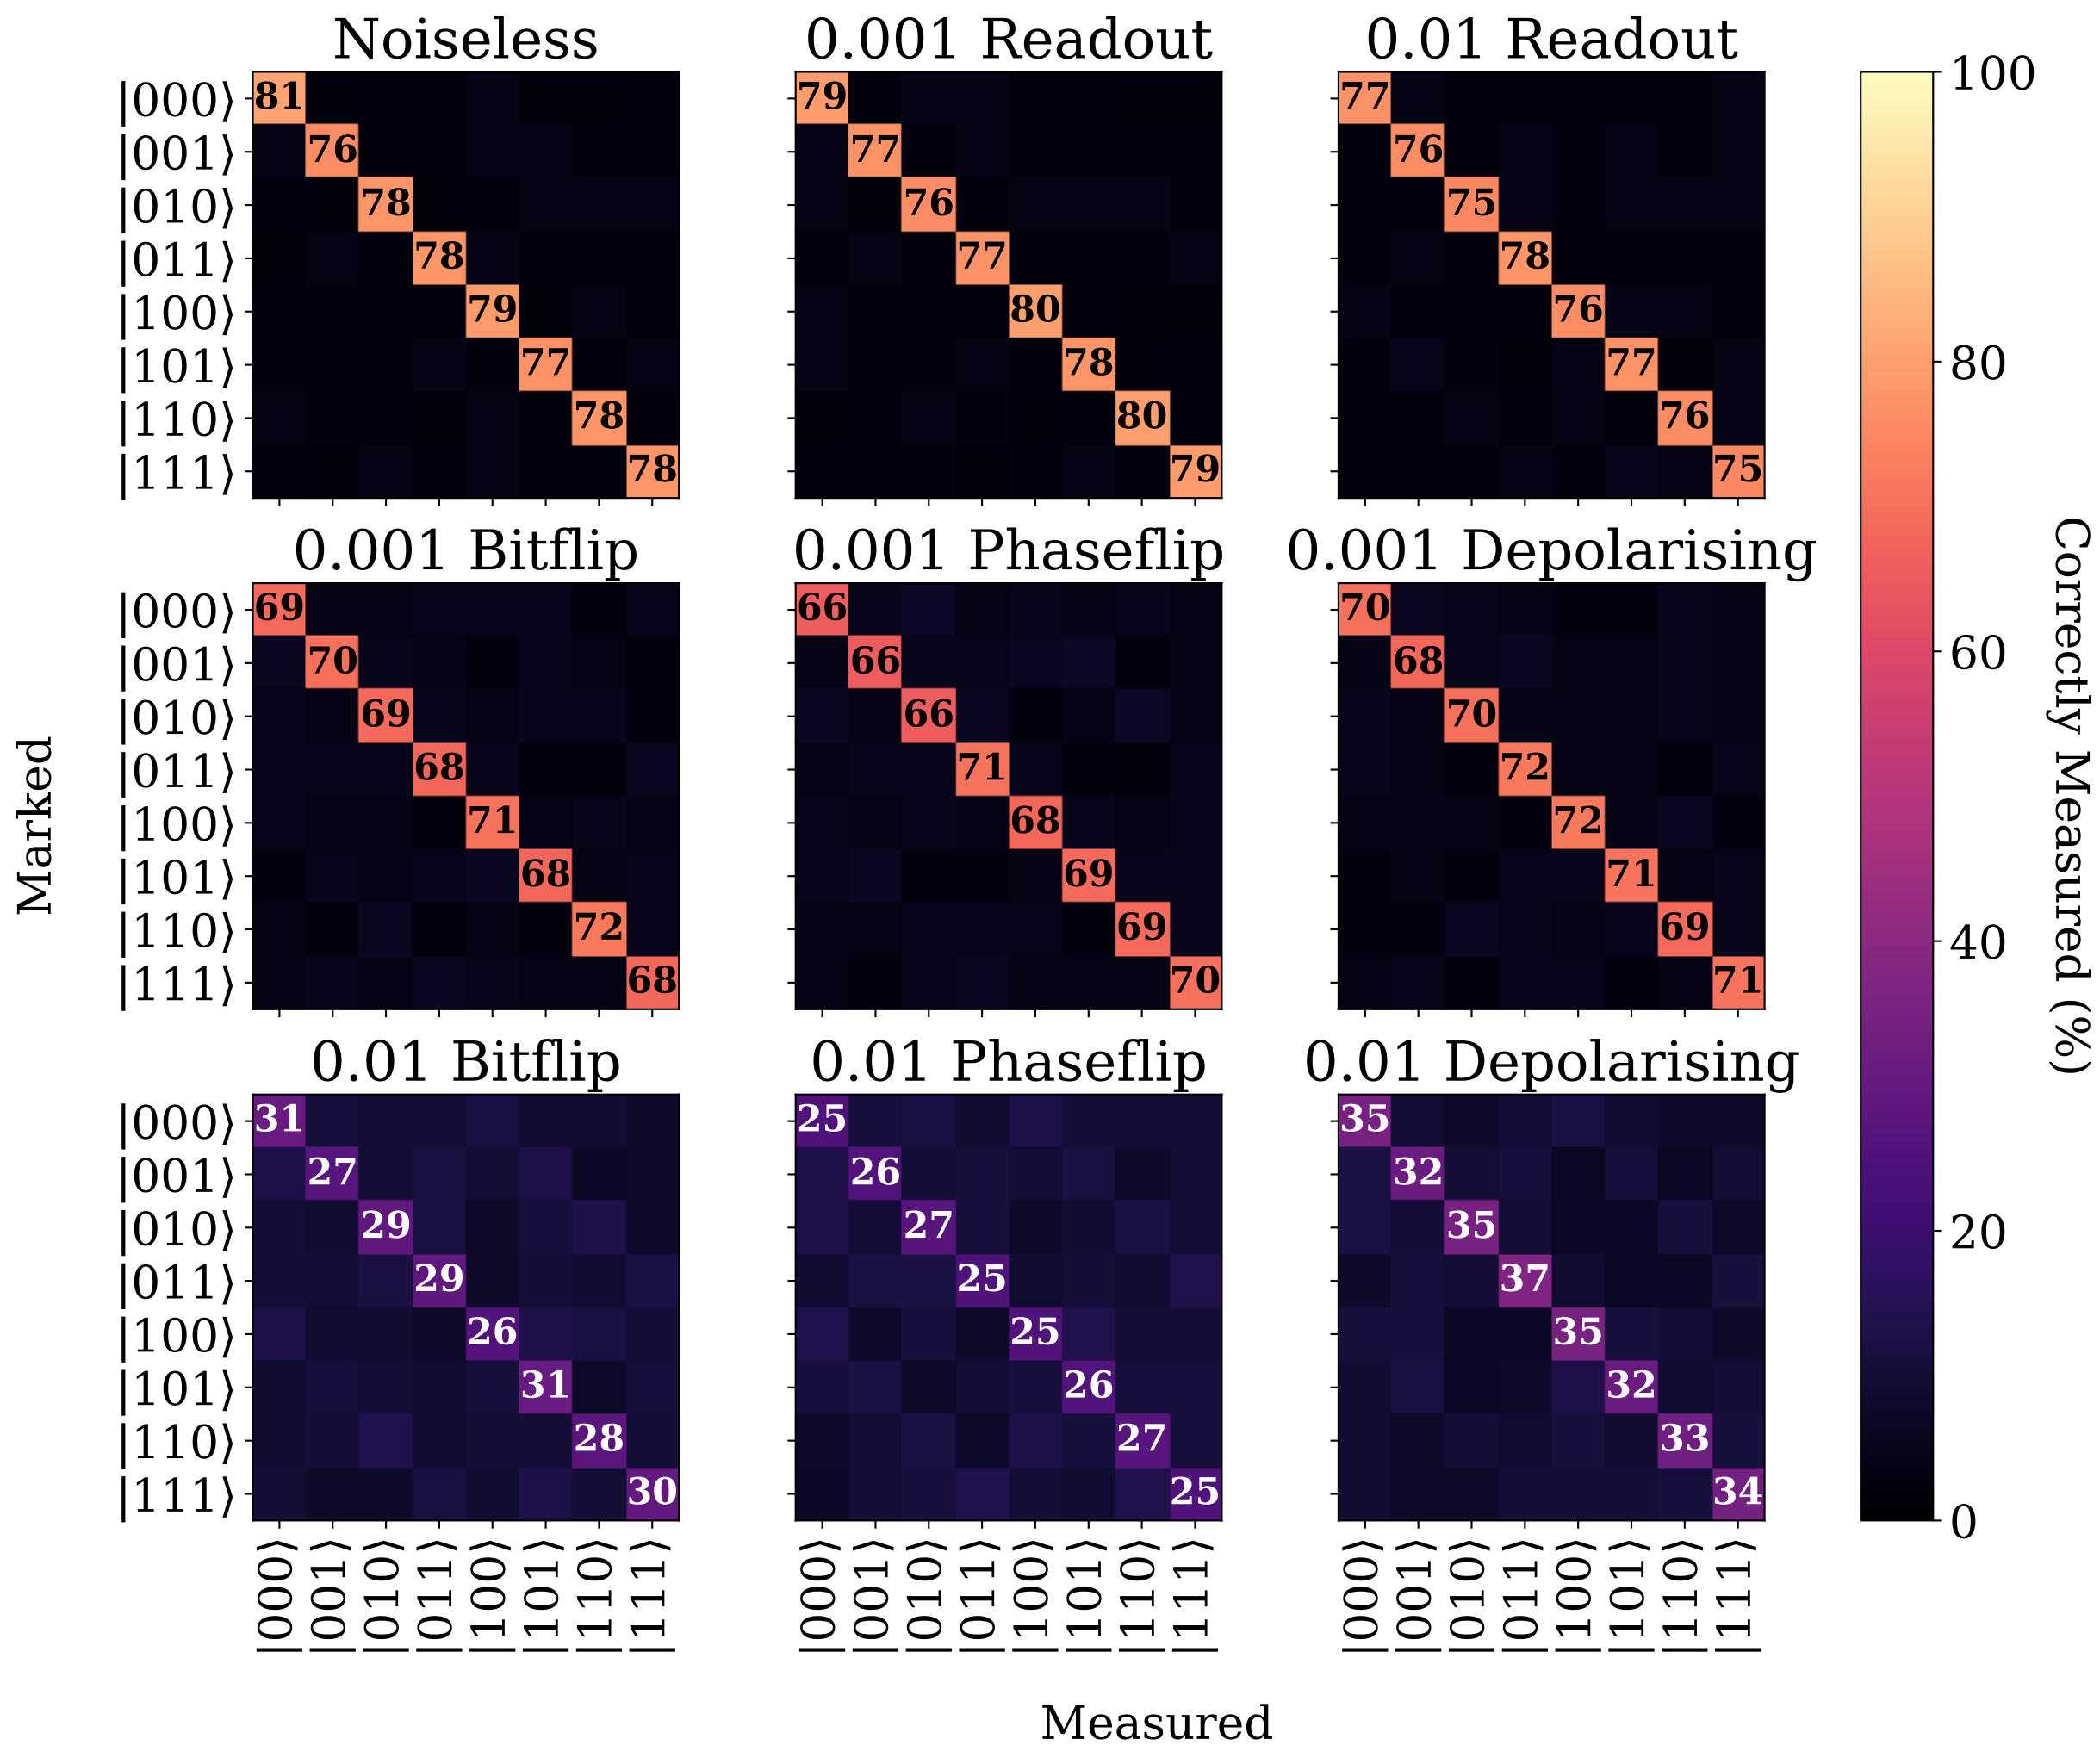 Noiseless
0.001 Readout
0.01 Readout
|000⟩ 81 79 77
|001⟩ 76 77 76
|010⟩ 78 76 75
|011⟩ 78 77 78
|100⟩ 79 80 76
|101⟩ 77 78 77
|110⟩ 78 80 76
|111⟩ 78 79 75
0.001 Bitflip
0.001 Phaseflip
0.001 Depolarising
|000⟩ 69 66 70
|001⟩ 70 66 68
|010⟩ 69 66 70
|011⟩ 68 71 72
|100⟩ 71 68 72
|101⟩ 68 69 71
|110⟩ 72 69 69
|111⟩ 68 70 71
0.01 Bitflip
0.01 Phaseflip
0.01 Depolarising
|000⟩ 31 25 35
|001⟩ 27 26 32
|010⟩ 29 27 35
|011⟩ 29 25 37
|100⟩ 26 25 35
|101⟩ 31 26 32
|110⟩ 28 27 33
|111⟩ 30 25 34
|000⟩ |001⟩ |010⟩ |011⟩ |100⟩ |101⟩ |110⟩ |111⟩
|000⟩ |001⟩ |010⟩ |011⟩ |100⟩ |101⟩ |110⟩ |111⟩
|000⟩ |001⟩ |010⟩ |011⟩ |100⟩ |101⟩ |110⟩ |111⟩
Marked
Measured
100
80
60
40
20
0
Correctly Measured (%)